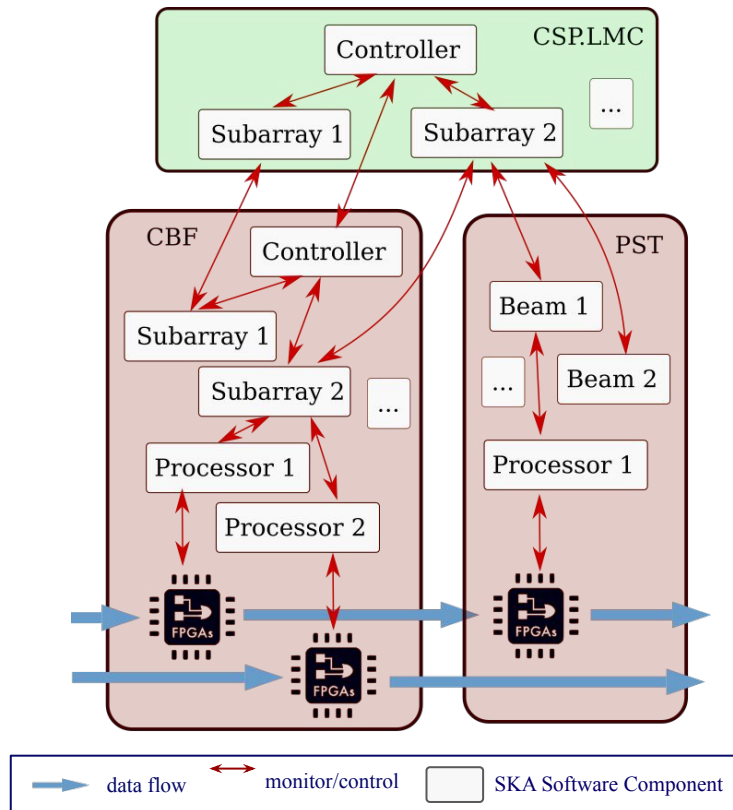 CSP.LMC
Controller
...
Subarray 1
Subarray 2
CBF
Controller
Subarray 1
Subarray 2
...
Processor 1
Processor 2
FPGAs
FPGAs
PST
Beam 1
...
Beam 2
Processor 1
FPGAs
data flow
monitor/control
SKA Software Component